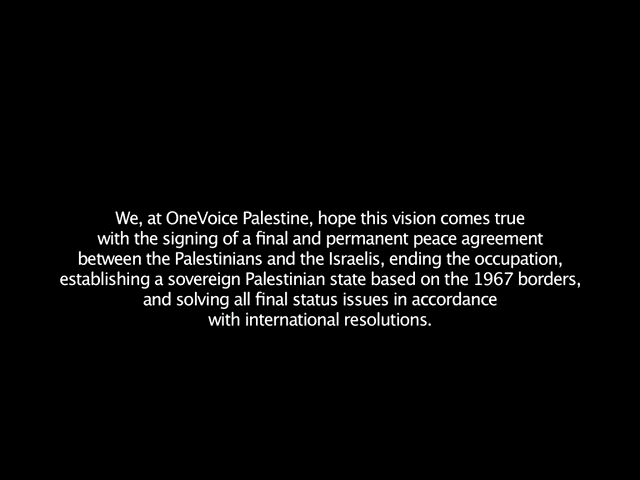 We, at OneVoice Palestine, hope this vision comes true
with the signing of a final and permanent peace agreement
between the Palestinians and the Israelis, ending the occupation,
establishing a sovereign Palestinian state based on the 1967 borders,
and solving all final status issues in accordance
with international resolutions.